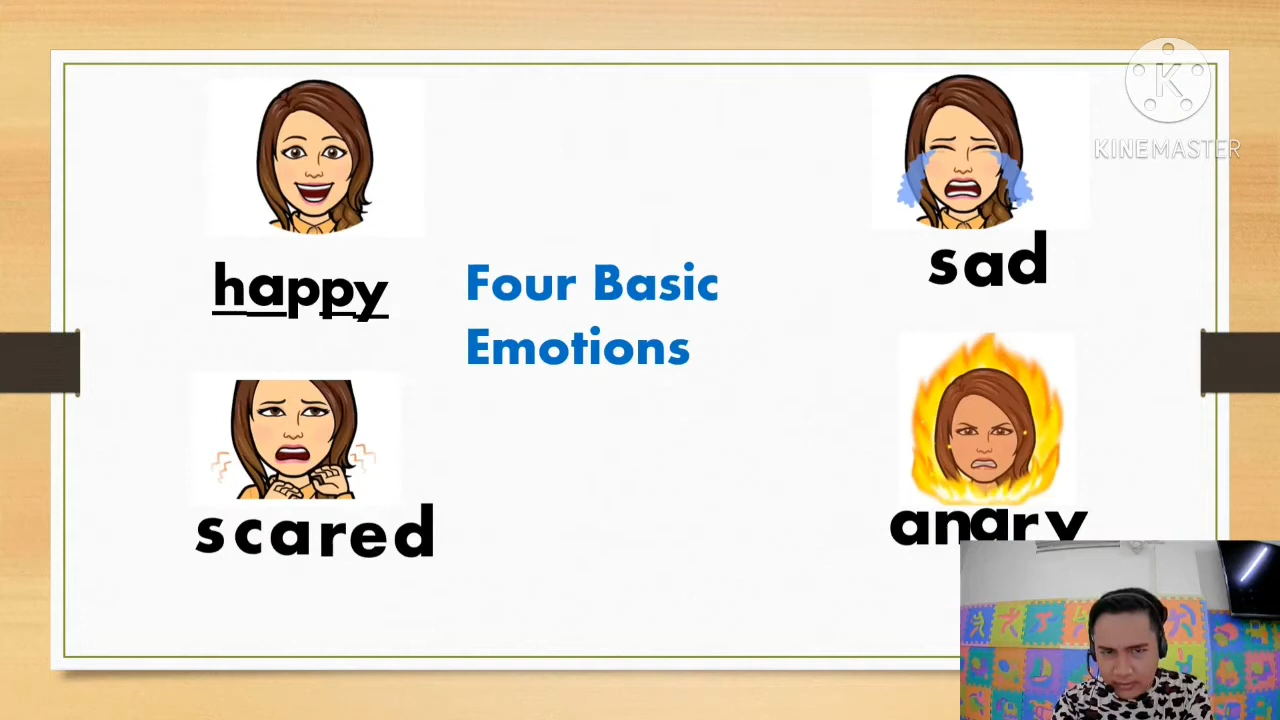 happy
sad
Four Basic
Emotions
scared
angry
K
KINEMASTER